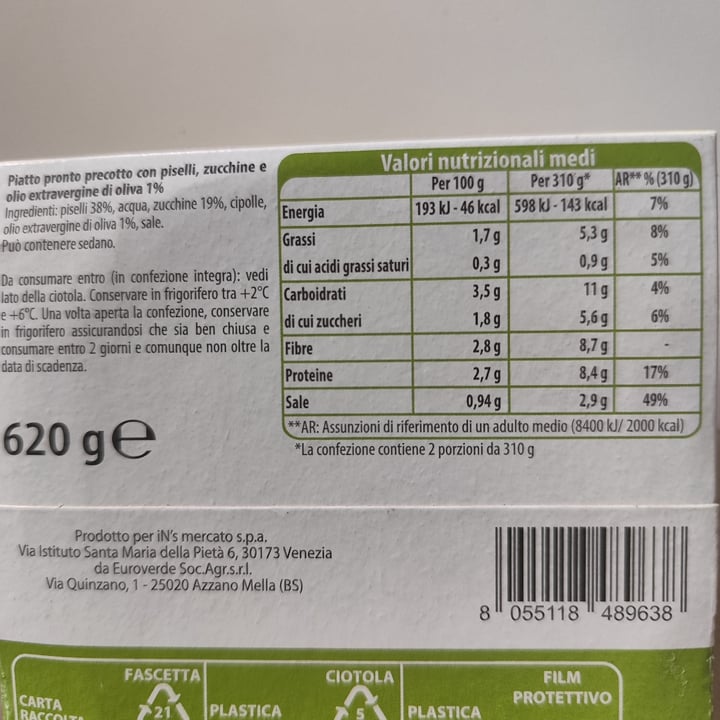 Piatto pronto precotto con piselli, zucchine e
olio extravergine di oliva 1%
Ingredienti: piselli 38%, acqua, zucchine 19%, cipolle,
olio extravergine di oliva 1%, sale.
Può contenere sedano.
Da consumare entro (in confezione integra): vedi
lato della ciotola. Conservare in frigorifero tra +2°C
e +6°C. Una volta aperta la confezione, conservare
in frigorifero assicurandosi che sia ben chiusa e
consumare entro 2 giorni e comunque non oltre la
data di scadenza.
620 g e
Valori nutrizionali medi
Per 100 g Per 310 g* AR** % (310 g)
Energia 193 kJ - 46 kcal 598 kJ - 143 kcal 7%
Grassi 1,7 g 5,3 g 8%
di cui acidi grassi saturi 0,3 g 0,9 g 5%
Carboidrati 3,5 g 11 g 4%
di cui zuccheri 1,8 g 5,6 g 6%
Fibre 2,8 g 8,7 g -
Proteine 2,7 g 8,4 g 17%
Sale 0,94 g 2,9 g 49%
**AR: Assunzioni di riferimento di un adulto medio (8400 kJ/ 2000 kcal)
*La confezione contiene 2 porzioni da 310 g
Prodotto per iN's mercato s.p.a.
Via Istituto Santa Maria della Pietà 6, 30173 Venezia
da Euroverde Soc.Agr.s.r.l.
Via Quinzano, 1 - 25020 Azzano Mella (BS)
8 055118 489638
FASCETTA CIOTOLA FILM
PROTETTIVO
CARTA 21 PLASTICA 5 PLASTICA
RACCOLTA